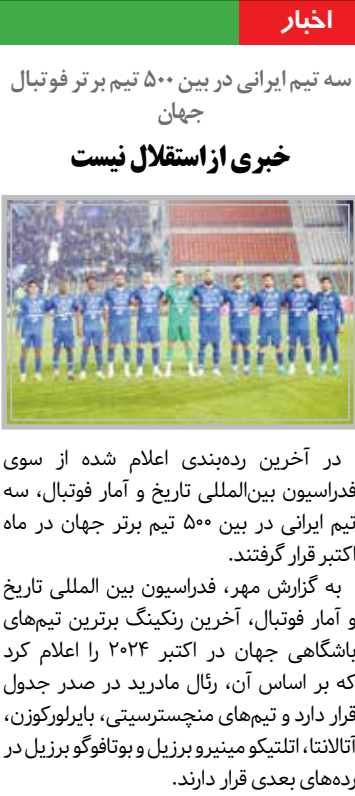 اخبار
سه تیم ایرانی در بین ۵۰۰ تیم برتر فوتبال
جهان
خبری از استقلال نیست
در آخرین رده‌بندی اعلام شده از سوی
فدراسیون بین‌المللی تاریخ و آمار فوتبال، سه
تیم ایرانی در بین ۵۰۰ تیم برتر جهان در ماه
اکتبر قرار گرفتند.
به گزارش مهر، فدراسیون بین المللی تاریخ
و آمار فوتبال، آخرین رنکینگ برترین تیم‌های
باشگاهی جهان در اکتبر ۲۰۲۴ را اعلام کرد
که بر اساس آن، رئال مادرید در صدر جدول
قرار دارد و تیم‌های منچسترسیتی، بایرلورکوزن،
آتالانتا، اتلتیکو مینیرو برزیل و بوتافوگو برزیل در
رده‌های بعدی قرار دارند.